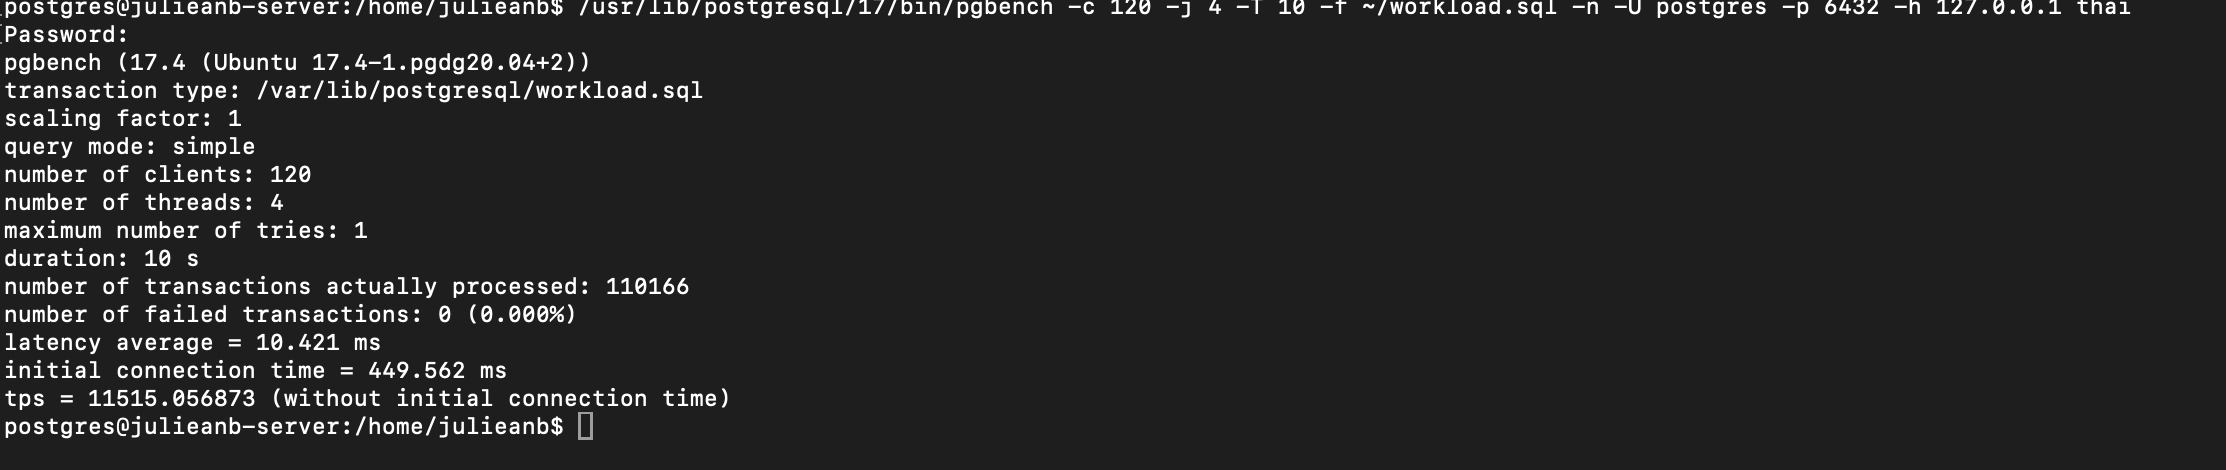 postgres@julieanb-server:/home/julieanb$ /usr/lib/postgresql/17/bin/pgbench -c 120 -j 4 -T 10 -f ~/workload.sql -n -U postgres -p 6432 -h 127.0.0.1 thai
Password:
pgbench (17.4 (Ubuntu 17.4-1.pgdg20.04+2))
transaction type: /var/lib/postgresql/workload.sql
scaling factor: 1
query mode: simple
number of clients: 120
number of threads: 4
maximum number of tries: 1
duration: 10 s
number of transactions actually processed: 110166
number of failed transactions: 0 (0.000%)
latency average = 10.421 ms
initial connection time = 449.562 ms
tps = 11515.056873 (without initial connection time)
postgres@julieanb-server:/home/julieanb$